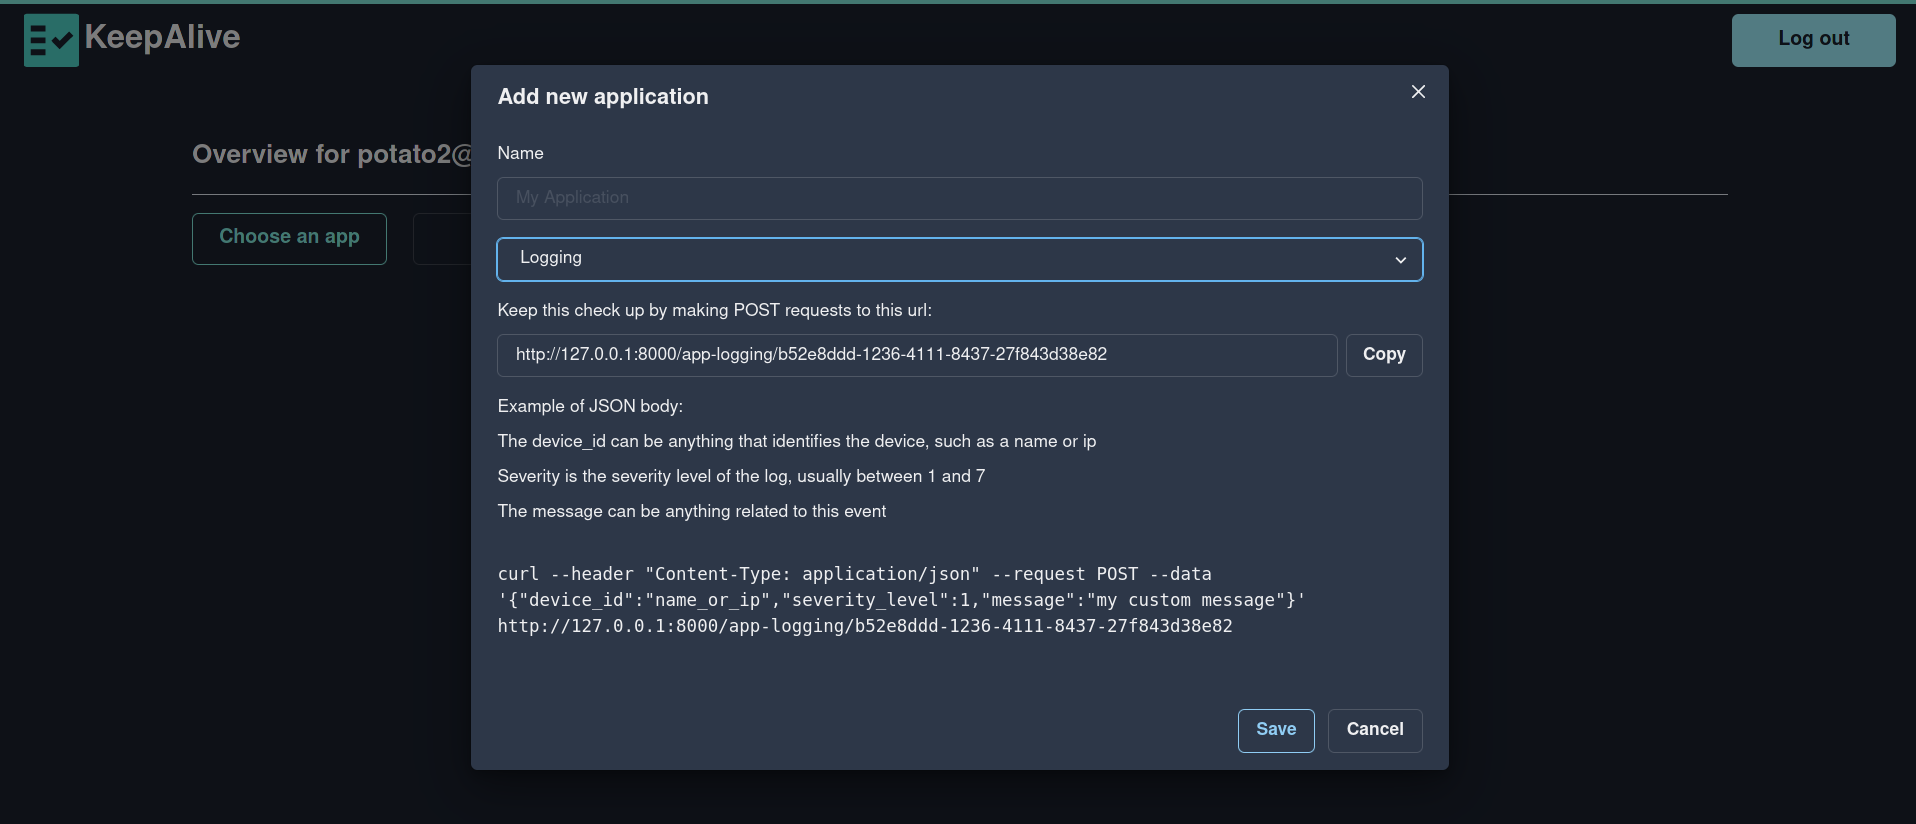 KeepAlive
Log out
Overview for potato2@
Choose an app
Add new application
Name
My Application
Logging
Keep this check up by making POST requests to this url:
http://127.0.0.1:8000/app-logging/b52e8ddd-1236-4111-8437-27f843d38e82
Copy
Example of JSON body:
The device_id can be anything that identifies the device, such as a name or ip
Severity is the severity level of the log, usually between 1 and 7
The message can be anything related to this event
curl --header "Content-Type: application/json" --request POST --data
'{"device_id":"name_or_ip","severity_level":1,"message":"my custom message"}'
http://127.0.0.1:8000/app-logging/b52e8ddd-1236-4111-8437-27f843d38e82
Save
Cancel